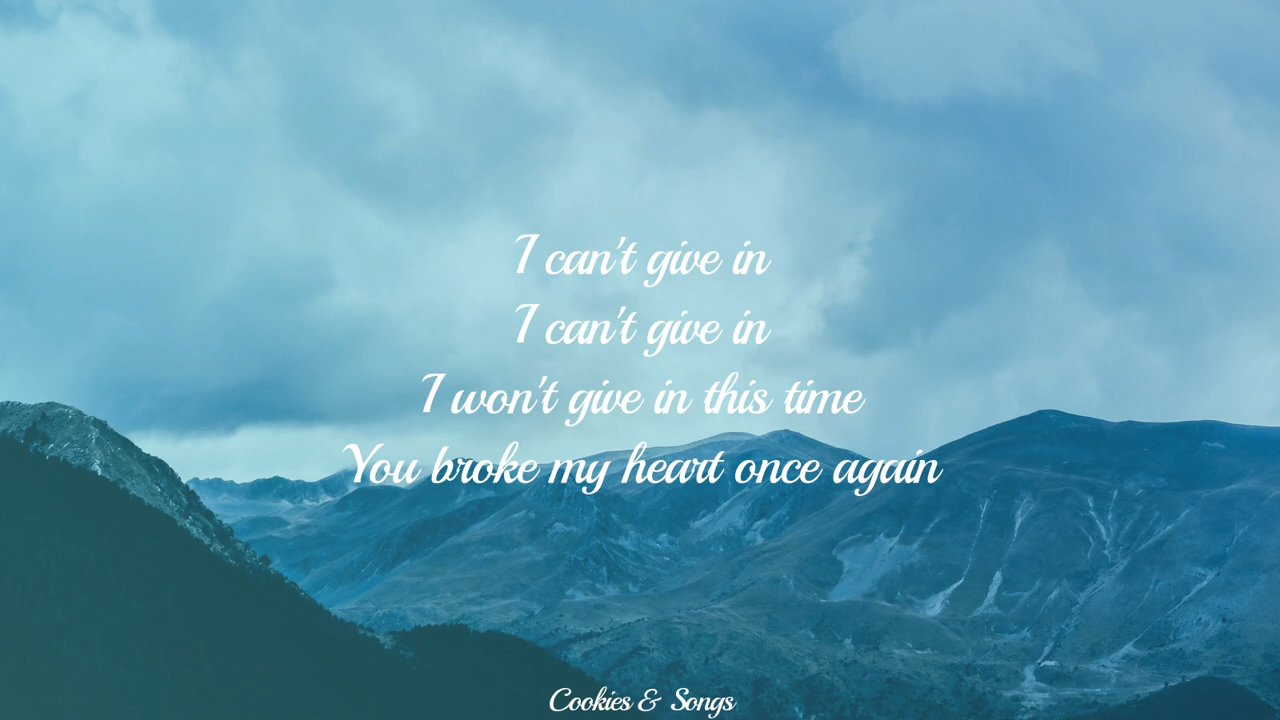 I can't give in
I can't give in
I won't give in this time
You broke my heart once again
Cookies & Songs